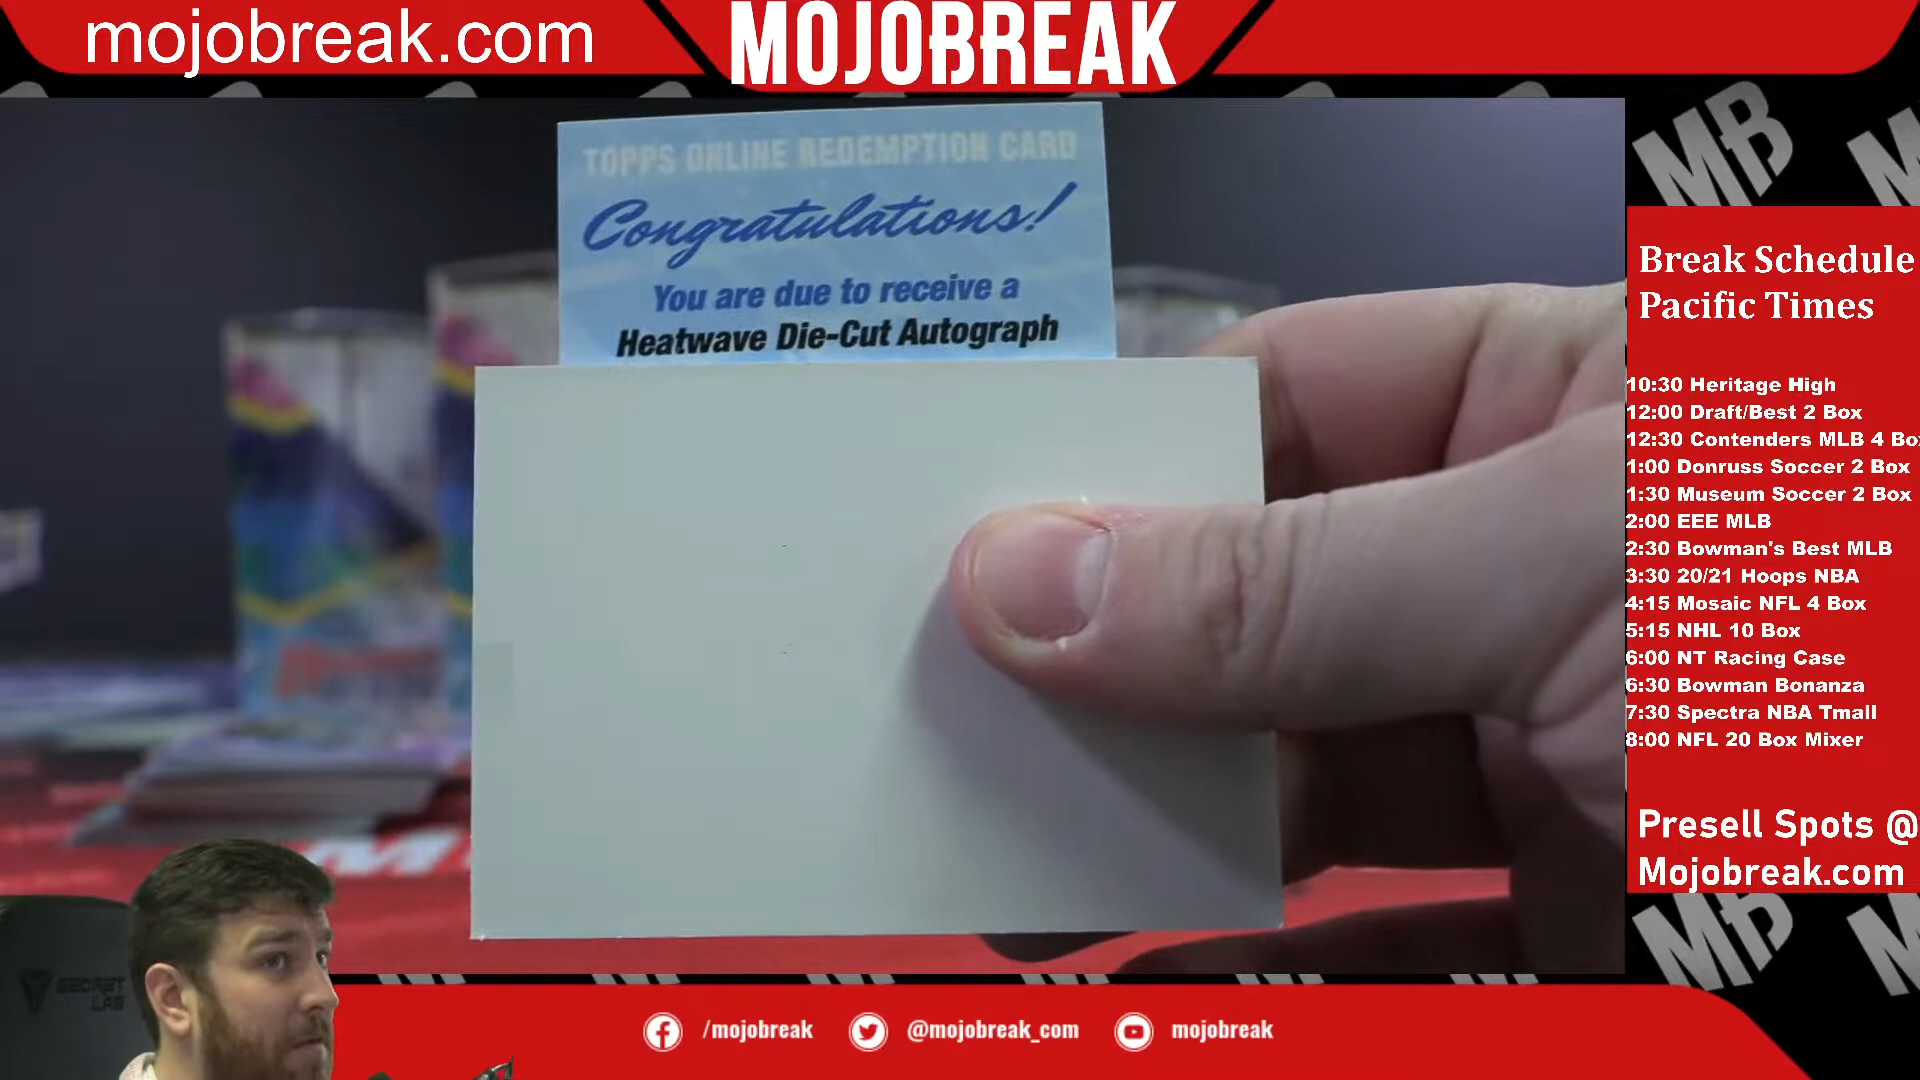 mojobreak.com
MOJOBREAK
TOPPS ONLINE REDEMPTION CARD
Congratulations!
You are due to receive a
Heatwave Die-Cut Autograph
MB
Break Schedule
Pacific Times
10:30 Heritage High
12:00 Draft/Best 2 Box
12:30 Contenders MLB 4 Box
1:00 Donruss Soccer 2 Box
1:30 Museum Soccer 2 Box
2:00 EEE MLB
2:30 Bowman's Best MLB
3:30 20/21 Hoops NBA
4:15 Mosaic NFL 4 Box
5:15 NHL 10 Box
6:00 NT Racing Case
6:30 Bowman Bonanza
7:30 Spectra NBA Tmall
8:00 NFL 20 Box Mixer
Presell Spots @
Mojobreak.com
MB
SECRET
LAB
/mojobreak
@mojobreak_com
mojobreak